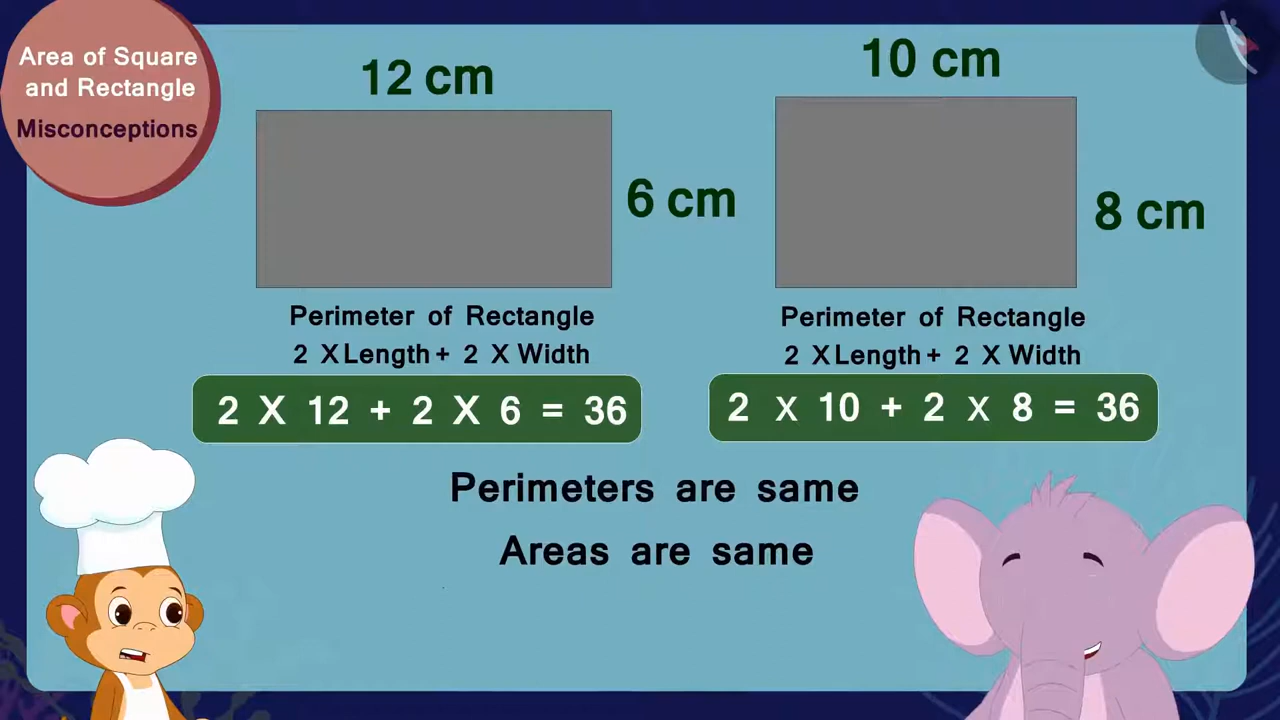 Area of Square
and Rectangle
Misconceptions
12 cm
6 cm
Perimeter of Rectangle
2 X Length + 2 X Width
2 X 12 + 2 X 6 = 36
10 cm
8 cm
Perimeter of Rectangle
2 X Length + 2 X Width
2 x 10 + 2 x 8 = 36
Perimeters are same
Areas are same